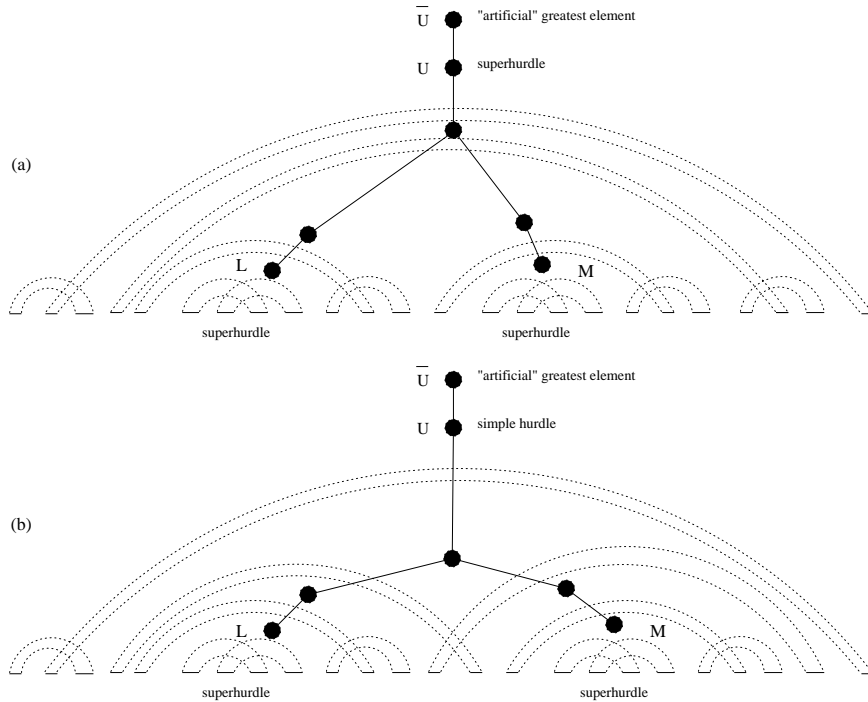 U "artificial" greatest element
U superhurdle
(a)
L M
superhurdle superhurdle
U "artificial" greatest element
U simple hurdle
(b)
L M
superhurdle superhurdle